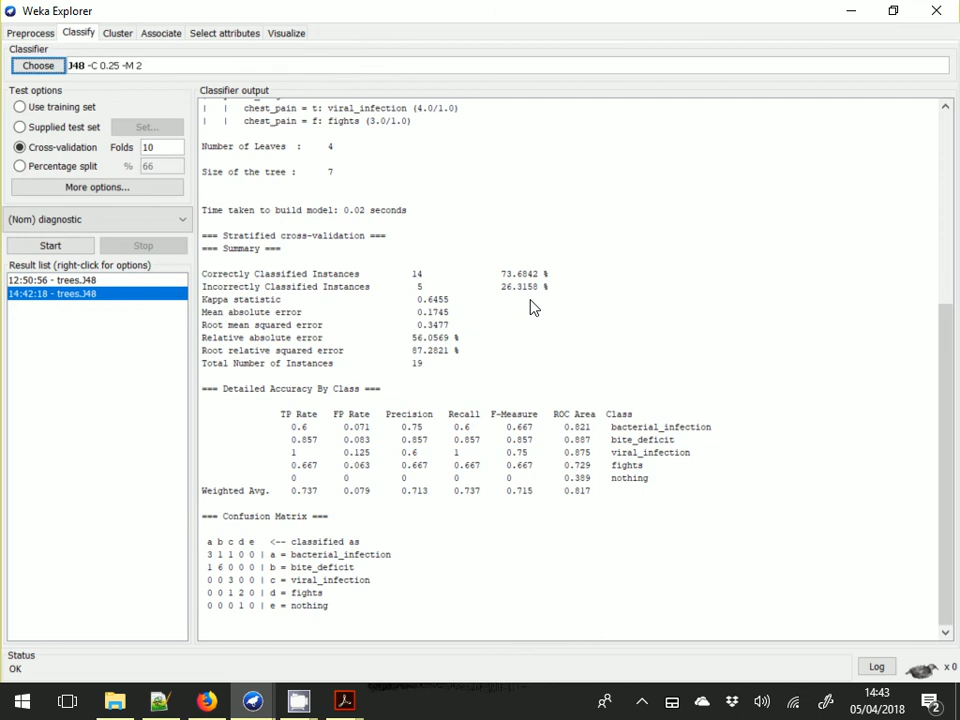 Weka Explorer
Preprocess Classify Cluster Associate Select attributes Visualize
Classifier
Choose J48 -C 0.25 -M 2
Test options
Use training set
Supplied test set Set...
Cross-validation Folds 10
Percentage split % 66
More options...
(Nom) diagnostic
Start Stop
Result list (right-click for options)
12:50:56 - trees.J48
14:42:18 - trees.J48
Classifier output
| | chest_pain = t: viral_infection (4.0/1.0)
| | chest_pain = f: fights (3.0/1.0)
Number of Leaves : 4
Size of the tree : 7
Time taken to build model: 0.02 seconds
=== Stratified cross-validation ===
=== Summary ===
Correctly Classified Instances 14 73.6842 %
Incorrectly Classified Instances 5 26.3158 %
Kappa statistic 0.6455
Mean absolute error 0.1745
Root mean squared error 0.3477
Relative absolute error 56.0569 %
Root relative squared error 87.2821 %
Total Number of Instances 19
=== Detailed Accuracy By Class ===
TP Rate FP Rate Precision Recall F-Measure ROC Area Class
0.6 0.071 0.75 0.6 0.667 0.821 bacterial_infection
0.857 0.083 0.857 0.857 0.857 0.887 bite_deficit
1 0.125 0.6 1 0.75 0.875 viral_infection
0.667 0.063 0.667 0.667 0.667 0.729 fights
0 0 0 0 0 0.389 nothing
Weighted Avg. 0.737 0.079 0.713 0.737 0.715 0.817
=== Confusion Matrix ===
a b c d e <-- classified as
3 1 1 0 0 | a = bacterial_infection
1 6 0 0 0 | b = bite_deficit
0 0 3 0 0 | c = viral_infection
0 0 1 2 0 | d = fights
0 0 0 1 0 | e = nothing
Status
OK
Log x 0
14:43
05/04/2018
2